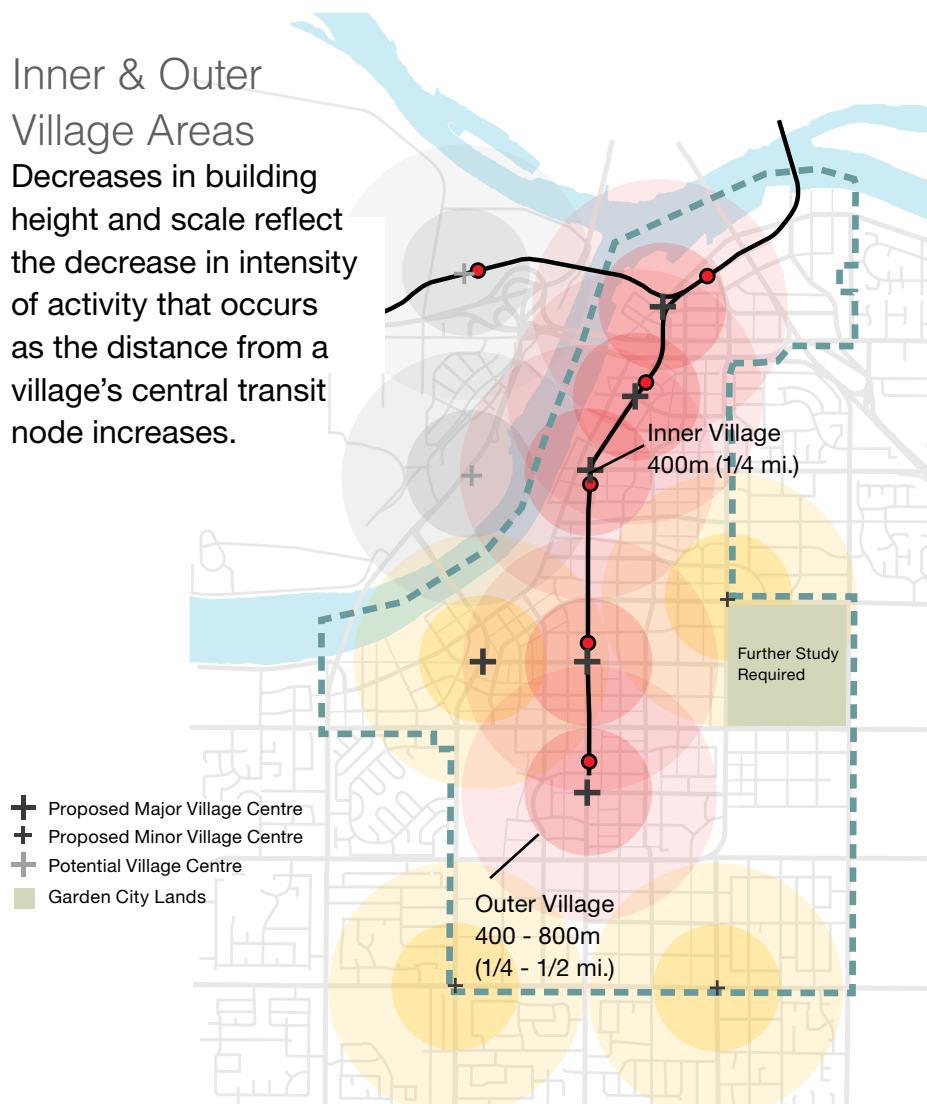 Inner & Outer
Village Areas
Decreases in building
height and scale reflect
the decrease in intensity
of activity that occurs
as the distance from a
village’s central transit
node increases.
Inner Village
400m (1/4 mi.)
Further Study
Required
Proposed Major Village Centre
Proposed Minor Village Centre
Potential Village Centre
Garden City Lands
Outer Village
400 - 800m
(1/4 - 1/2 mi.)